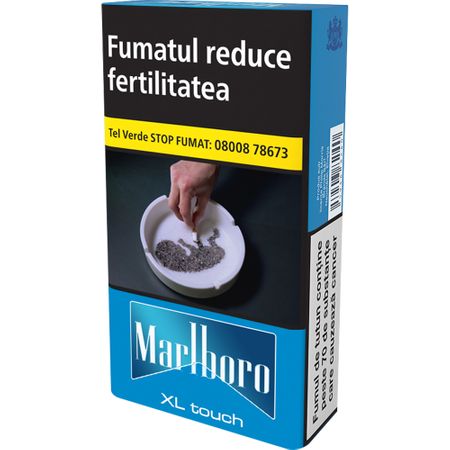 Fumatul reduce
fertilitatea
Tel Verde STOP FUMAT: 08008 78673
Marlboro
XL touch
Fumul de tutun conține
peste 70 de substanțe
care cauzează cancer